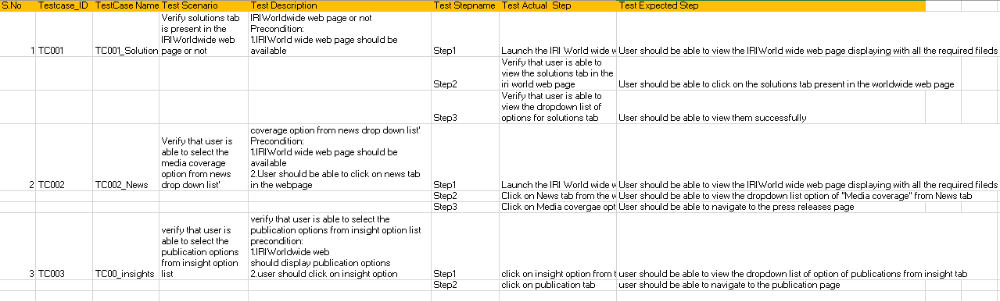 S.No Testcase_ID TestCase Name Test Scenario Test Description Test Stepname Test Actual Step Test Expected Step
Verify solutions tab
is present in the
IRIWorldwide web
page or not
IRIWorldwide web page or not
Precondition:
1.IRIWorld wide web page should be
available
1 TC001 TC001_Solution
Step1 Launch the IRI World wide w User should be able to view the IRIWorld wide web page displaying with all the required fileds
Verify that user is able to
view the solutions tab in the
iri world web page
Step2 User should be able to click on the solutions tab present in the worldwide web page
Verify that user is able to
view the dropdown list of
options for solutions tab
Step3 User should be able to view them successfully
Verify that user is
able to select the
media coverage
option from news
drop down list'
coverage option from news drop down list'
Precondition:
1.IRIWorld wide web page should be
available
2.User should be able to click on news tab
in the webpage
2 TC002 TC002_News
Step1 Launch the IRI World wide w User should be able to view the IRIWorld wide web page displaying with all the required fileds
Step2 Click on News tab from the w User should be able to view the dropdown list option of "Media coverage" from News tab
Step3 Click on Media covergae opt User should be able to navigate to the press releases page
verify that user is
able to select the
publication options
from insight option
list
verify that user is able to select the
publication options from insight option list
precondition:
1.IRIWorldwide web
should display publication options
2.user should click on insight option
3 TC003 TC00_insights
Step1 click on insight option from t user should be able to view the dropdown list of option of publications from insight tab
Step2 click on publication tab user should be able to navigate to the publication page